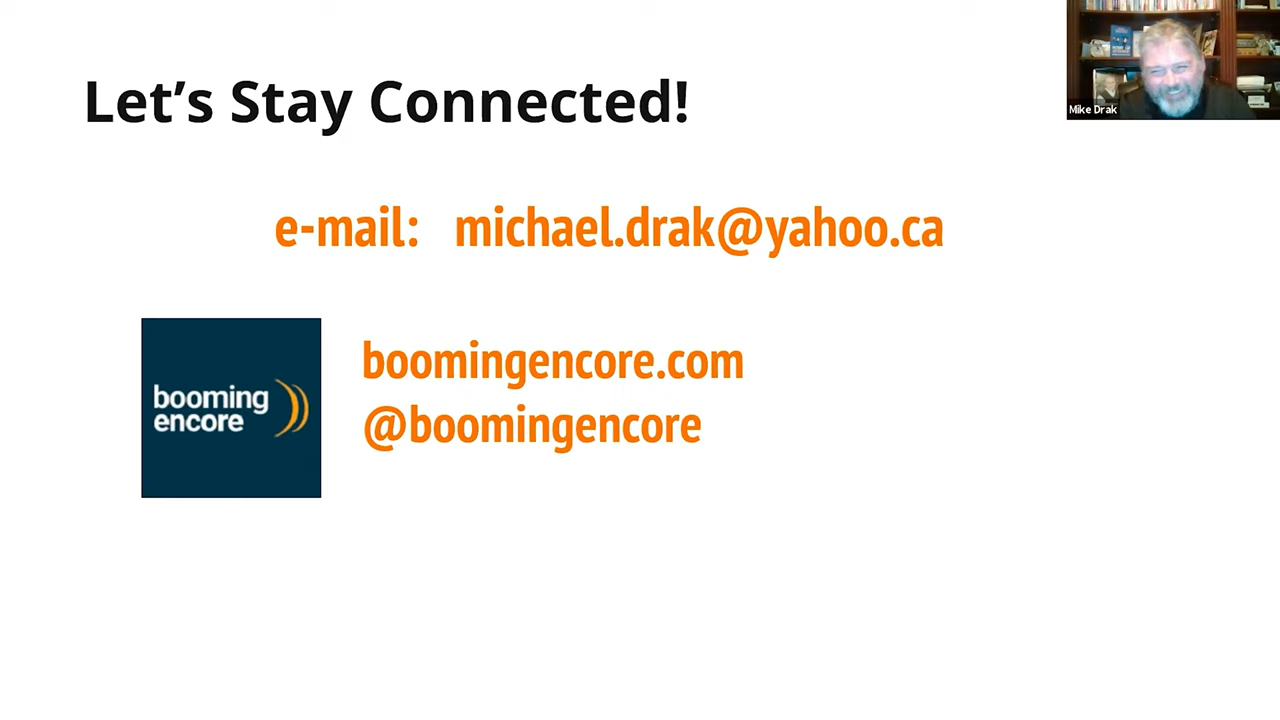 Let's Stay Connected!
Mike Drak
e-mail: michael.drak@yahoo.ca
booming
encore
boomingencore.com
@boomingencore